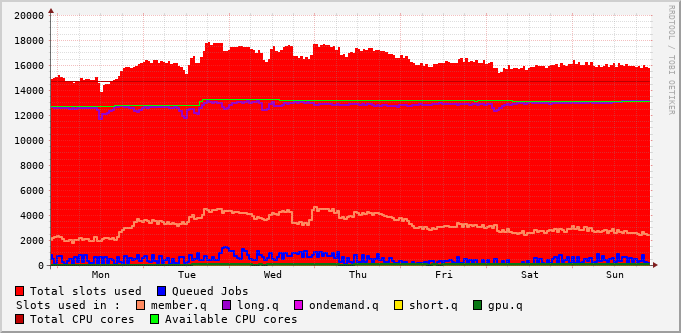 20000
18000
16000
14000
12000
10000
8000
6000
4000
2000
0
Mon Tue Wed Thu Fri Sat Sun
RRDTOOL / TOBI OETIKER
Total slots used Queued Jobs
Slots used in : member.q long.q ondemand.q short.q gpu.q
Total CPU cores Available CPU cores